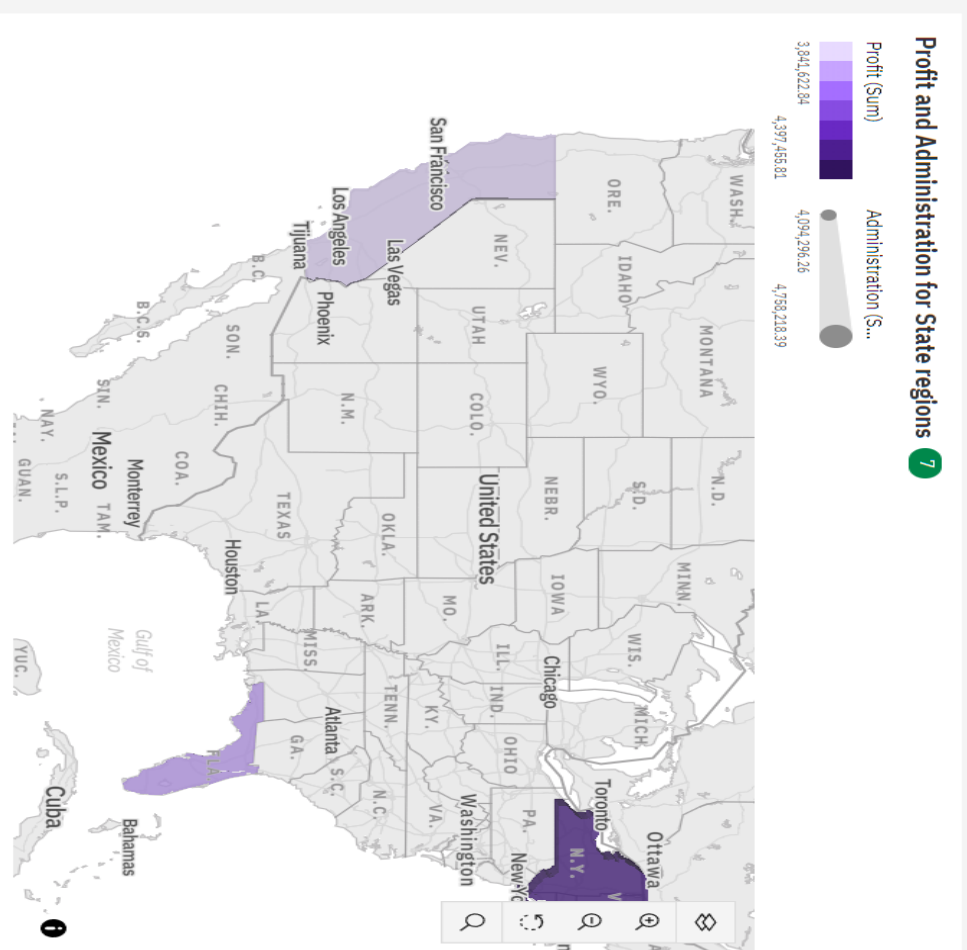 Profit and Administration for State regions 7
Profit (Sum)
3,841,622.84
4,397,455.81
Administration (S...
4,094,296.26
4,758,218.39
WASH.
MONTANA
N.D.
MINN.
Ottawa
ORE.
IDAHO
WYO.
S.D.
WIS.
MICH.
Toronto
N.Y.
San Francisco
NEV.
UTAH
COLO.
NEBR.
IOWA
Chicago
ILL.
IND.
OHIO
PA.
United States
MO.
KY.
VA.
Washington
Las Vegas
Los Angeles
Tijuana
Phoenix
N.M.
OKLA.
ARK.
TENN.
N.C.
Atlanta
S.C.
GA.
MISS.
LA.
TEXAS
Houston
FLA.
B.C.
B.C.S.
SON.
CHIH.
COA.
SIN.
NAY.
Mexico
Monterrey
TAM.
S.L.P.
GUAN.
Gulf of
Mexico
YUC.
Cuba
Bahamas